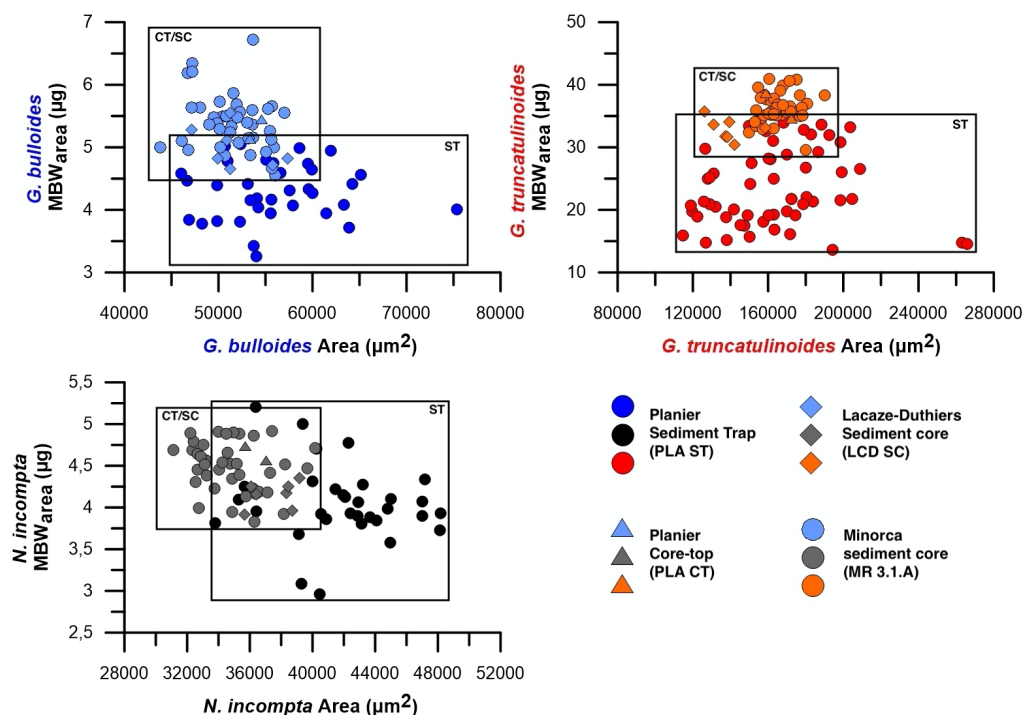 7
6
5
4
3
G. bulloides
MBWarea (µg)
CT/SC
ST
40000 50000 60000 70000 80000
G. bulloides Area (µm²)
50
40
30
20
10
G. truncatulinoides
MBWarea (µg)
CT/SC
ST
80000 120000 160000 200000 240000 280000
G. truncatulinoides Area (µm²)
5,5
5
4,5
4
3,5
3
2,5
N. incompta
MBWarea (µg)
CT/SC
ST
28000 32000 36000 40000 44000 48000 52000
N. incompta Area (µm²)
Planier
Sediment Trap
(PLA ST)
Lacaze-Duthiers
Sediment core
(LCD SC)
Planier
Core-top
(PLA CT)
Minorca
sediment core
(MR 3.1.A)